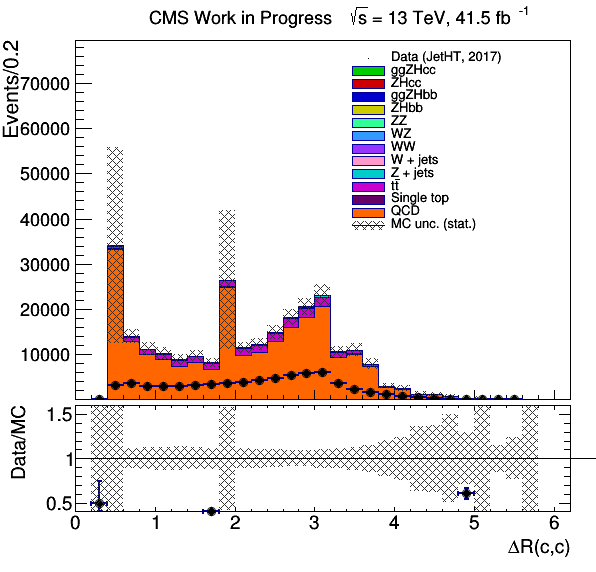 CMS Work in Progress √s = 13 TeV, 41.5 fb -1
Events/0.2
70000
60000
50000
40000
30000
20000
10000
Data (JetHT, 2017)
ggZHcc
ZHcc
ggZHbb
ZHbb
ZZ
WZ
WW
W + jets
Z + jets
tt̄
Single top
QCD
MC unc. (stat.)
Data/MC
1.5
1
0.5
0 1 2 3 4 5 6
ΔR(c,c)